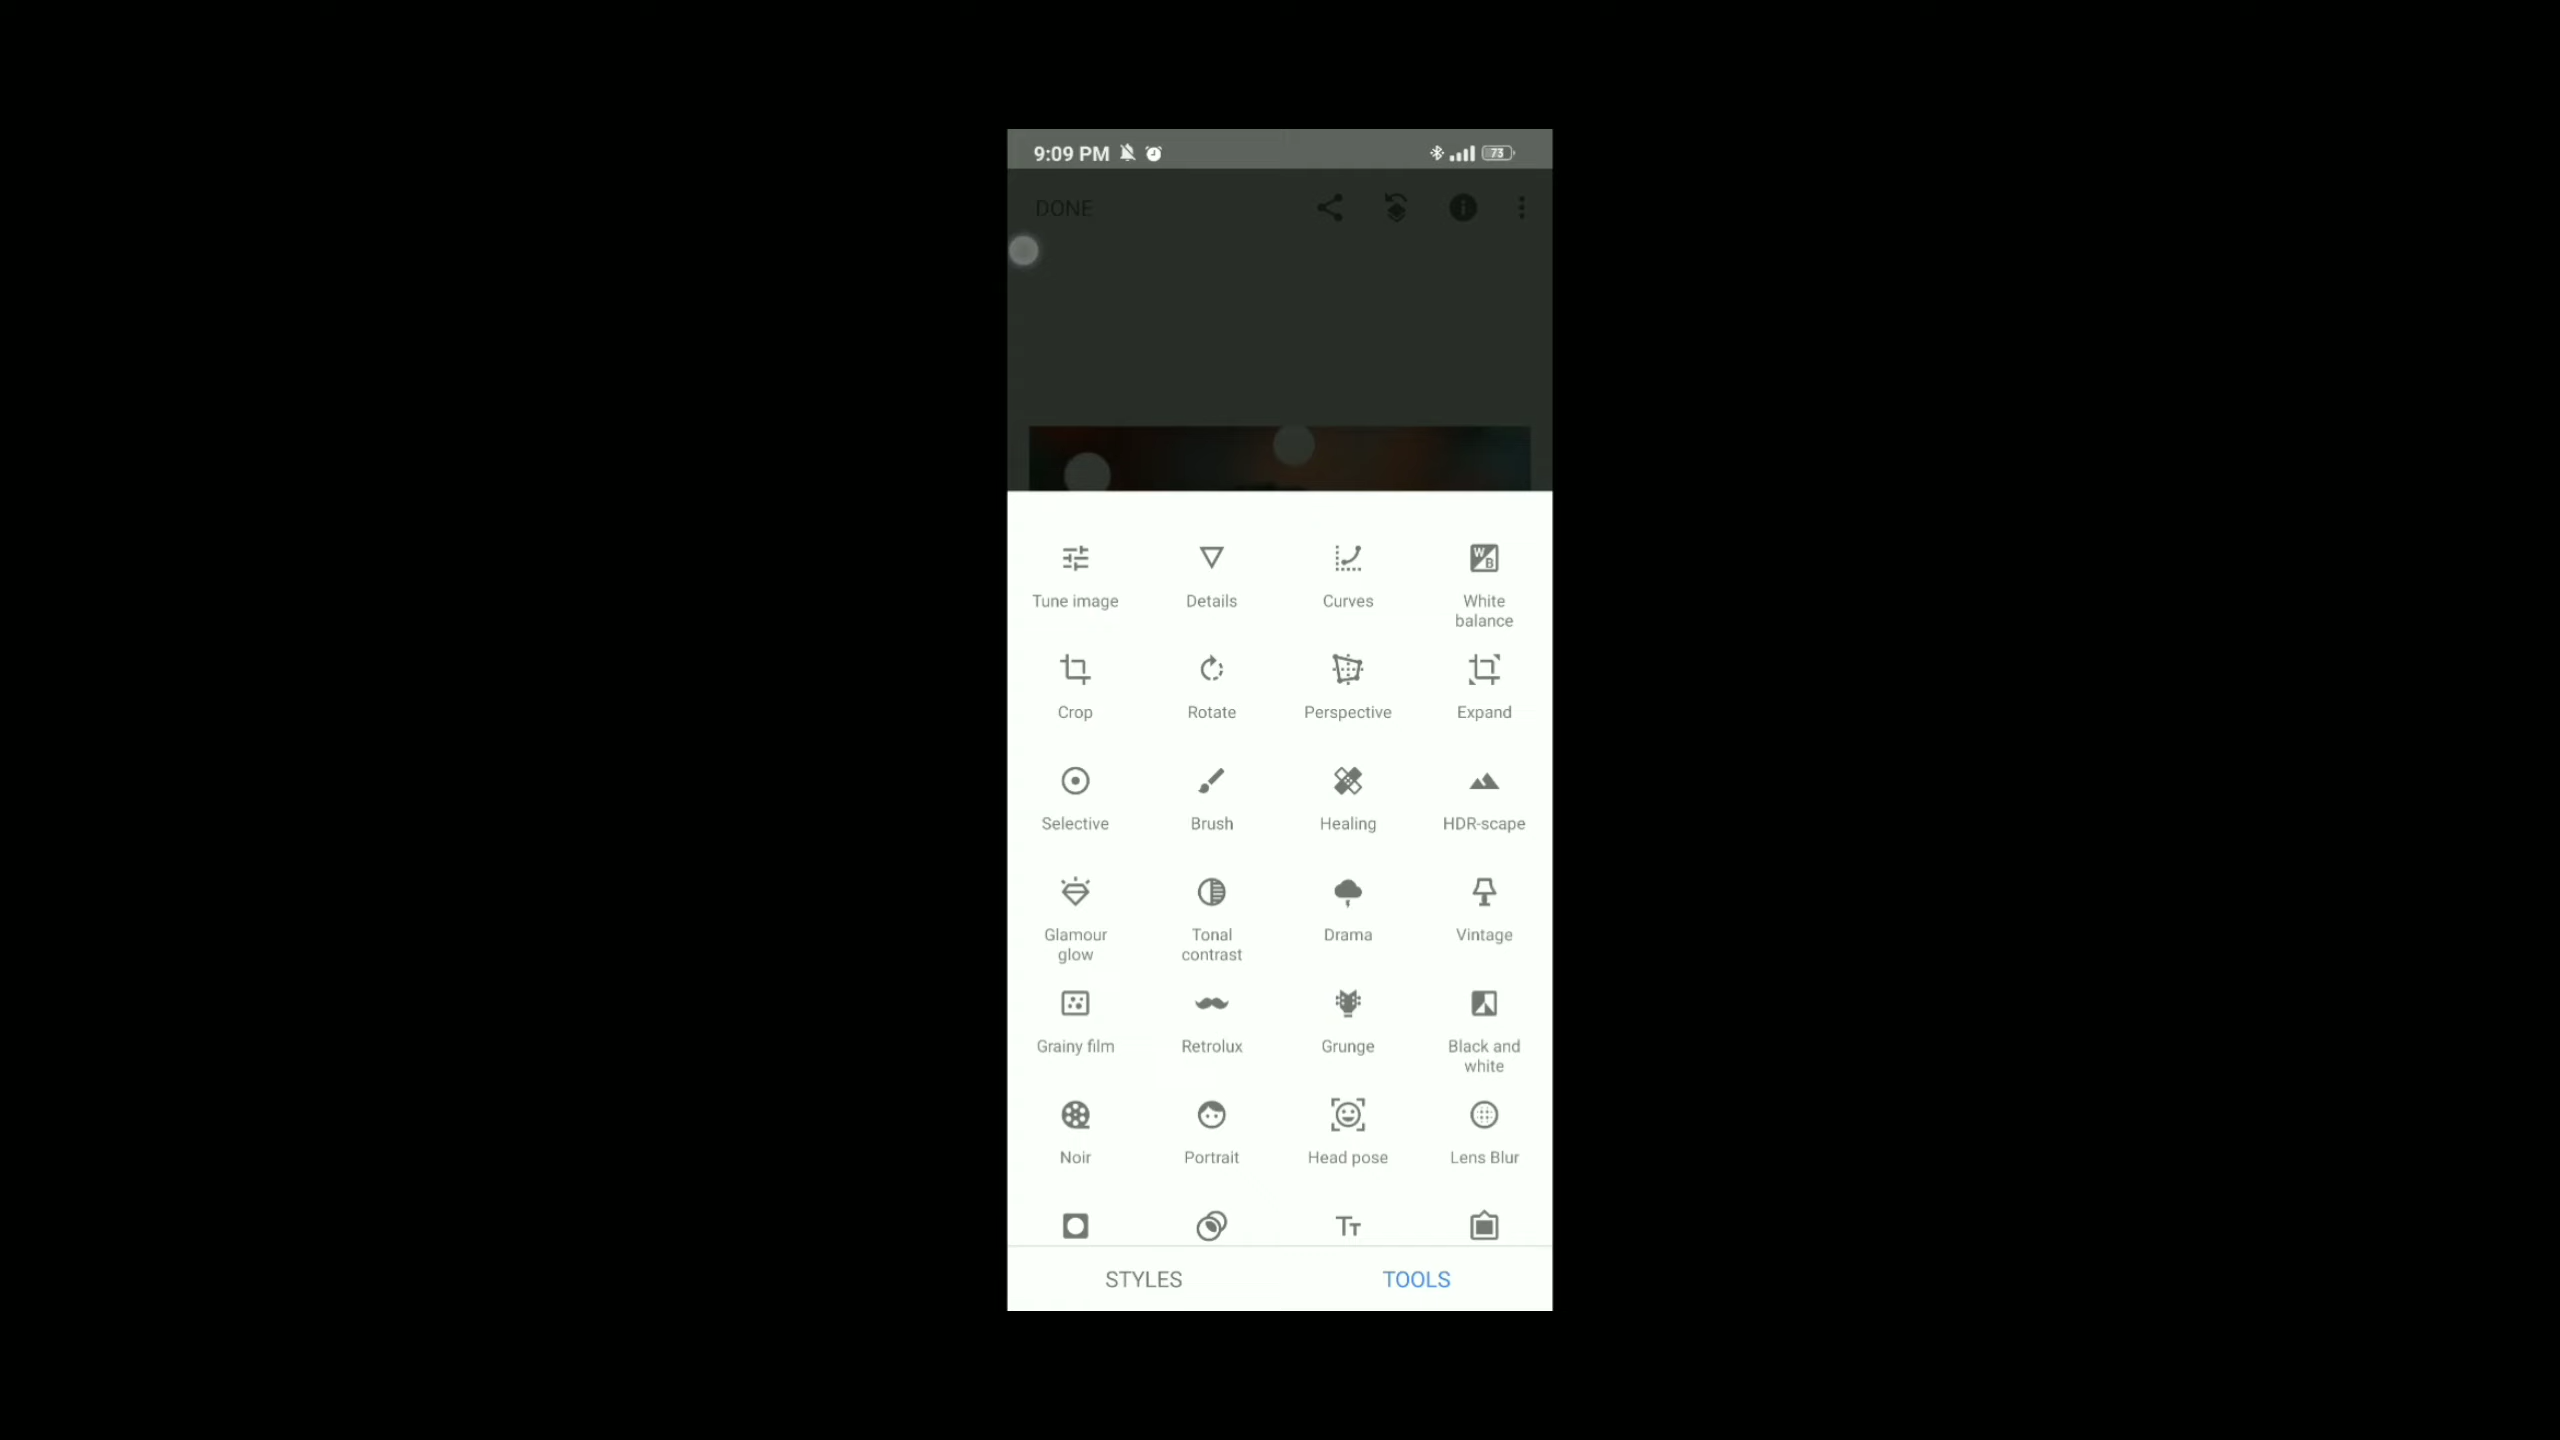 9:09 PM 73
DONE
Tune image Details Curves White balance
Crop Rotate Perspective Expand
Selective Brush Healing HDR-scape
Glamour glow Tonal contrast Drama Vintage
Grainy film Retrolux Grunge Black and white
Noir Portrait Head pose Lens Blur
STYLES TOOLS